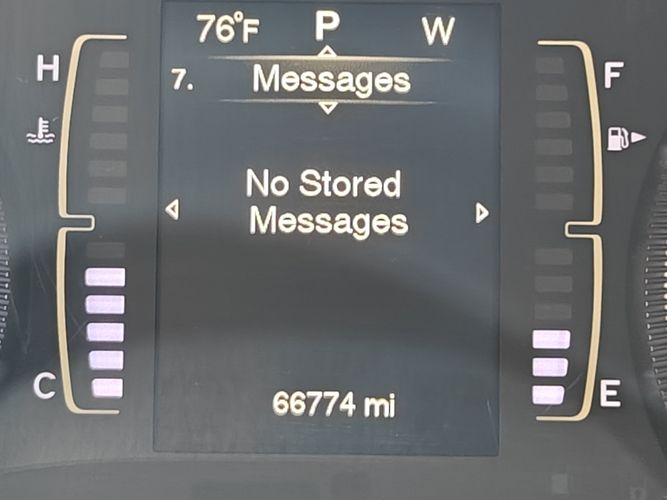 76°F P W
H 7. Messages F
No Stored
Messages
C 66774 mi E